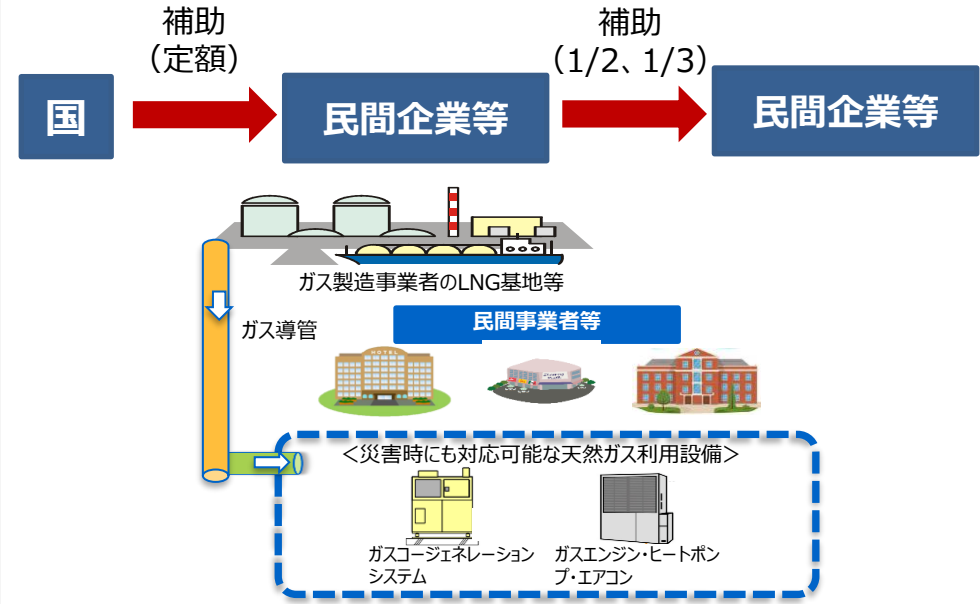 補助
（定額）
補助
（1/2、1/3）
国
民間企業等
民間企業等
ガス製造事業者のLNG基地等
ガス導管
民間事業者等
HOTEL
＜災害時にも対応可能な天然ガス利用設備＞
ガスコージェネレーション
システム
ガスエンジン・ヒートポン
プ・エアコン